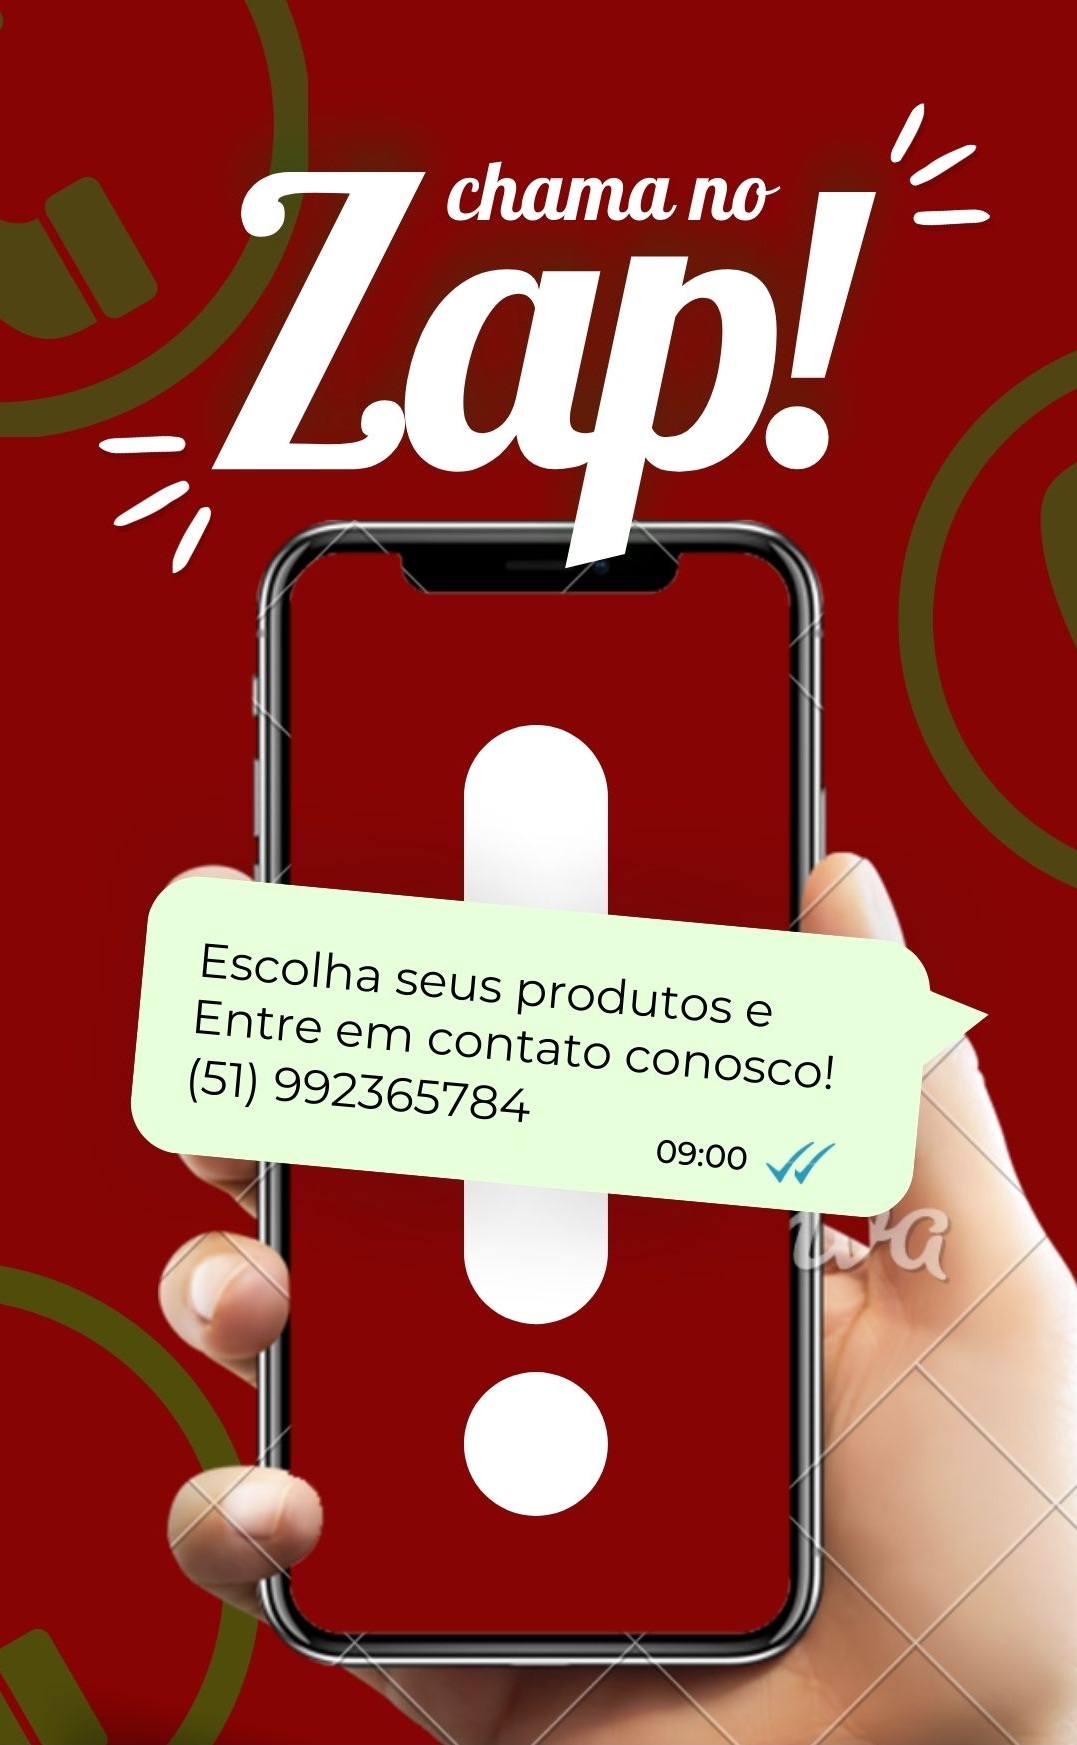 chama no
Zap!
Escolha seus produtos e
Entre em contato conosco!
(51) 992365784
09:00